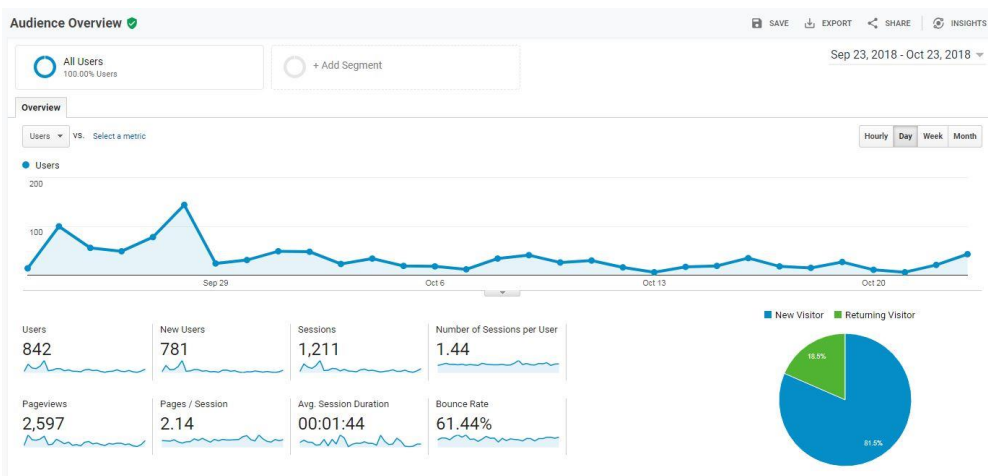 Audience Overview
SAVE EXPORT SHARE INSIGHTS
All Users
100.00% Users
+ Add Segment
Sep 23, 2018 - Oct 23, 2018
Overview
Users VS. Select a metric
Hourly Day Week Month
Users
200
100
Sep 29 Oct 6 Oct 13 Oct 20
New Visitor Returning Visitor
Users New Users Sessions Number of Sessions per User
842 781 1,211 1.44
18.5%
Pageviews Pages / Session Avg. Session Duration Bounce Rate
2,597 2.14 00:01:44 61.44%
81.5%